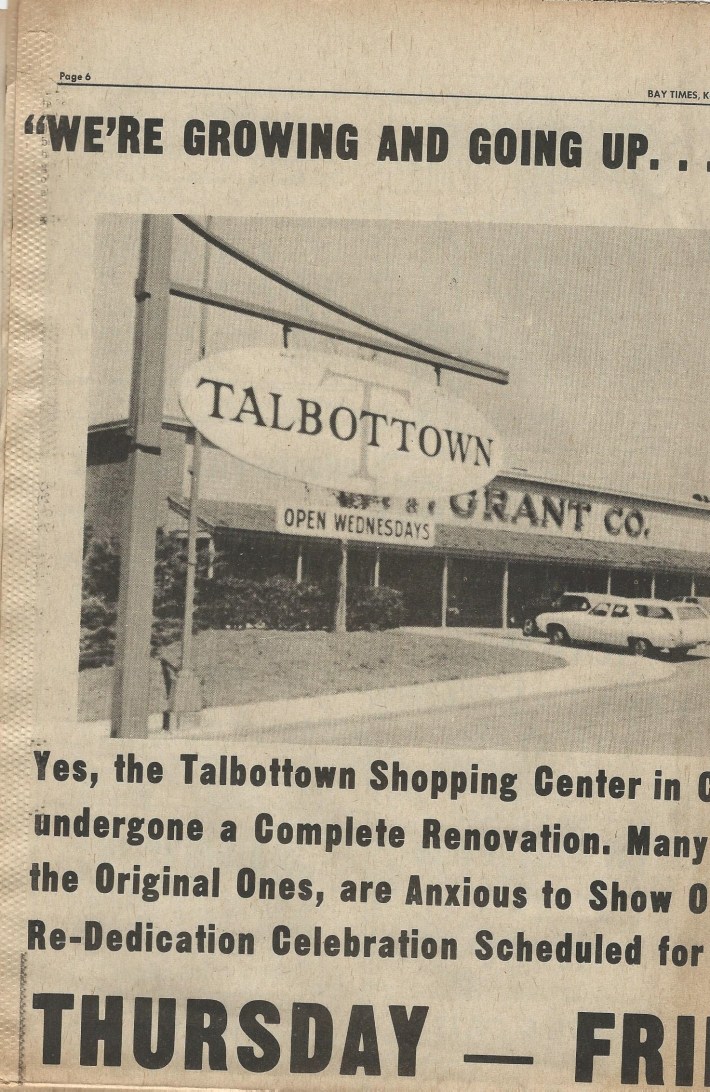 Page 6
BAY TIMES, K
“WE’RE GROWING AND GOING UP. . .
TALBOTTOWN
T
GRANT CO.
OPEN WEDNESDAYS
Yes, the Talbottown Shopping Center in C
undergone a Complete Renovation. Many
the Original Ones, are Anxious to Show O
Re-Dedication Celebration Scheduled for
THURSDAY — FRI